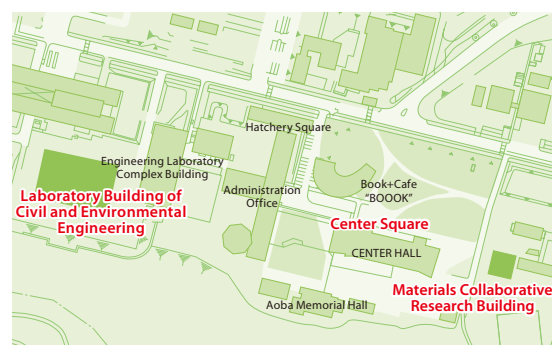 Hatchery Square
Engineering Laboratory
Complex Building
Laboratory Building of
Civil and Environmental
Engineering
Administration
Office
Book+Cafe
“BOOOK”
Center Square
CENTER HALL
Materials Collaborative
Research Building
Aoba Memorial Hall